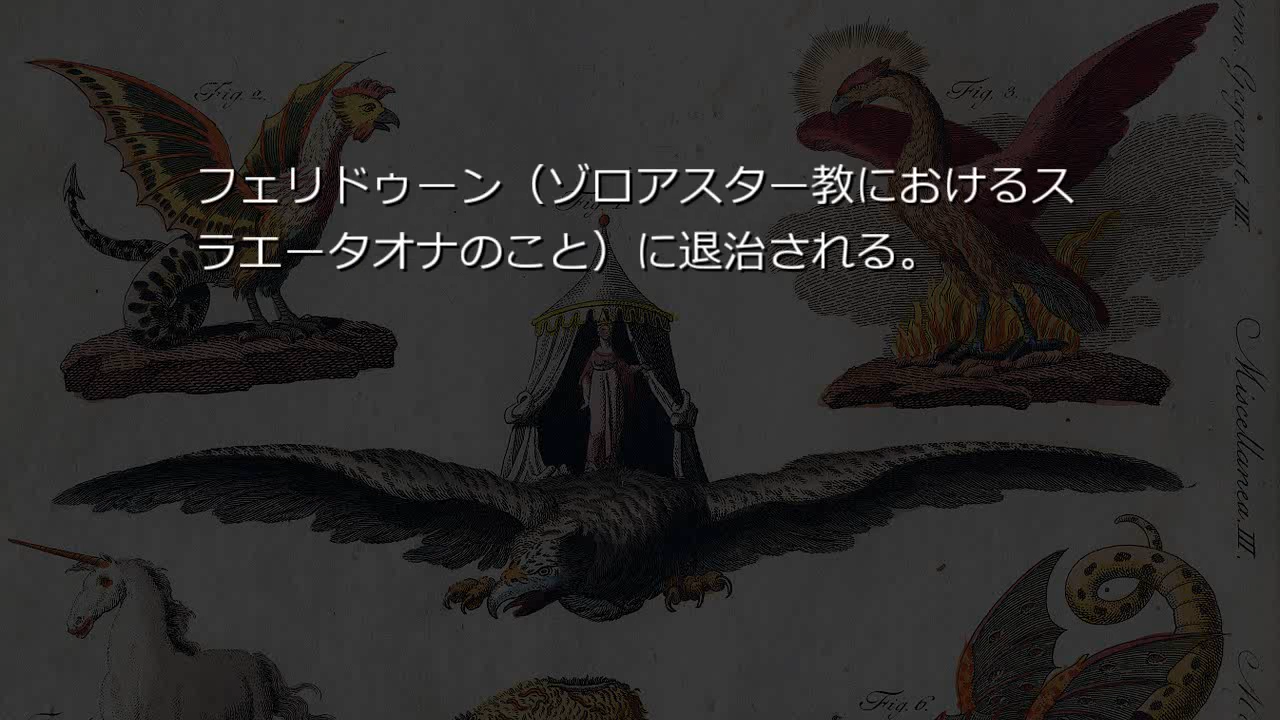 フェリドゥーン（ゾロアスター教におけるス
ラエータオナのこと）に退治される。
Fig. 2.
Fig. 3.
Fig. 6.
Miscellanea. III.